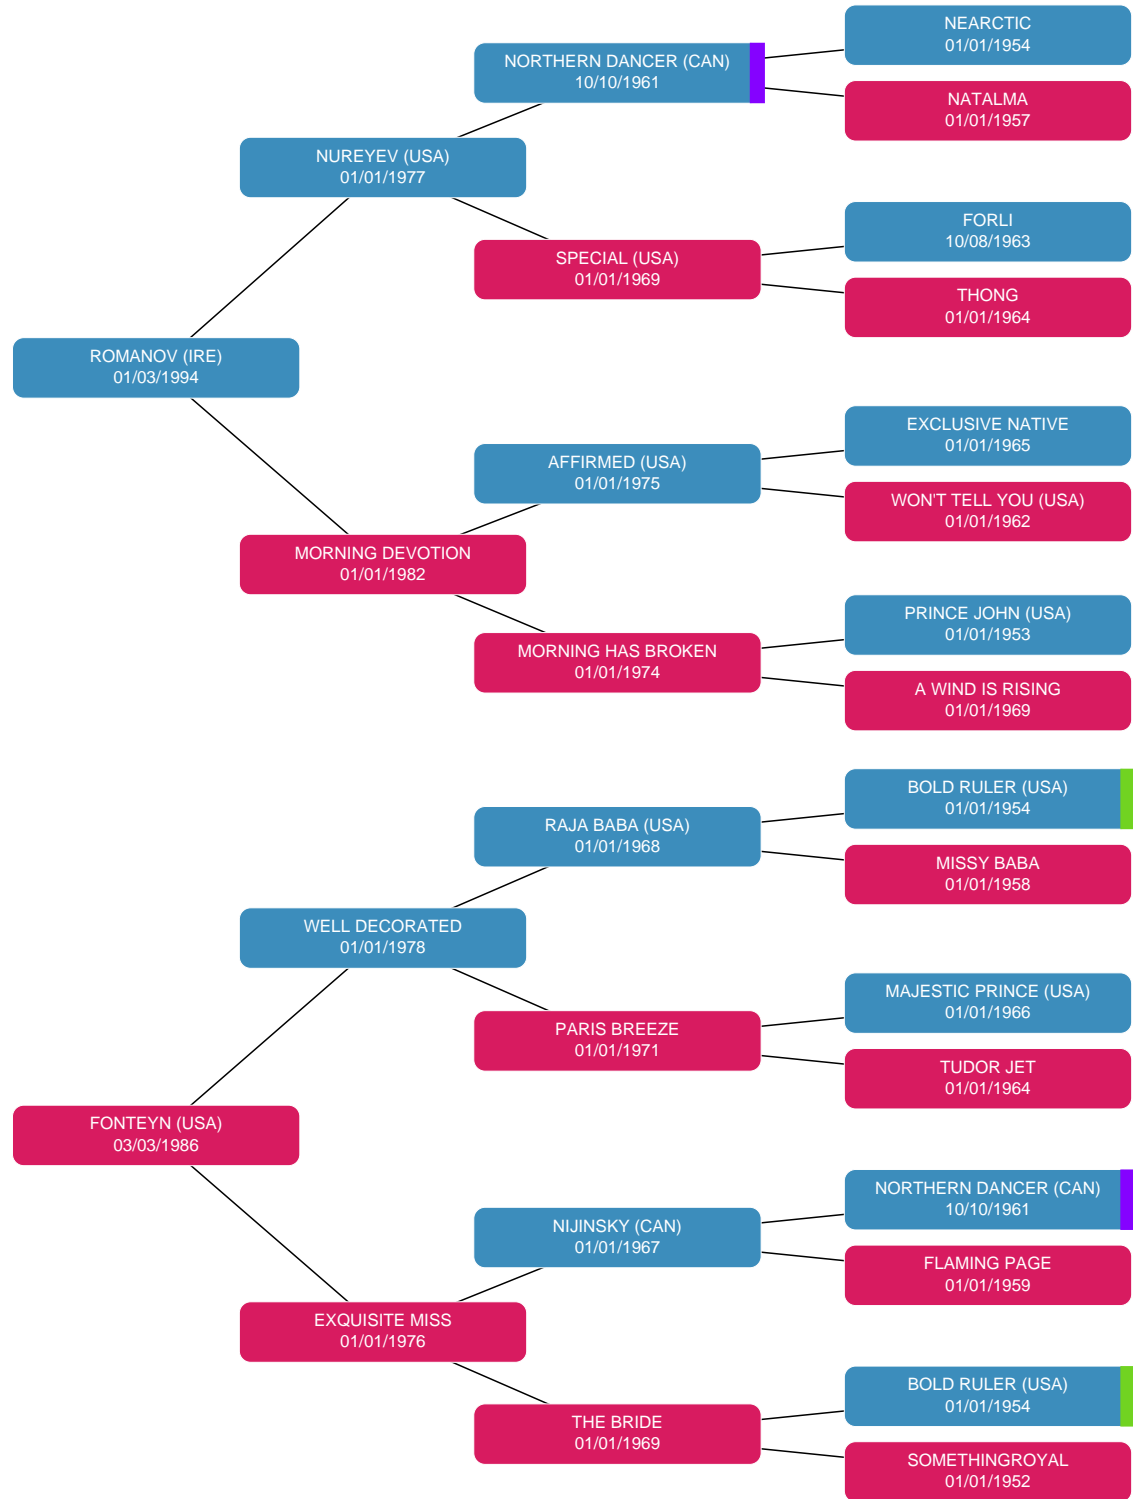 NEARCTIC
01/01/1954
NORTHERN DANCER (CAN)
10/10/1961
NATALMA
01/01/1957
NUREYEV (USA)
01/01/1977
FORLI
10/08/1963
SPECIAL (USA)
01/01/1969
THONG
01/01/1964
ROMANOV (IRE)
01/03/1994
EXCLUSIVE NATIVE
01/01/1965
AFFIRMED (USA)
01/01/1975
WON'T TELL YOU (USA)
01/01/1962
MORNING DEVOTION
01/01/1982
PRINCE JOHN (USA)
01/01/1953
MORNING HAS BROKEN
01/01/1974
A WIND IS RISING
01/01/1969
BOLD RULER (USA)
01/01/1954
RAJA BABA (USA)
01/01/1968
MISSY BABA
01/01/1958
WELL DECORATED
01/01/1978
MAJESTIC PRINCE (USA)
01/01/1966
PARIS BREEZE
01/01/1971
TUDOR JET
01/01/1964
FONTEYN (USA)
03/03/1986
NORTHERN DANCER (CAN)
10/10/1961
NIJINSKY (CAN)
01/01/1967
FLAMING PAGE
01/01/1959
EXQUISITE MISS
01/01/1976
BOLD RULER (USA)
01/01/1954
THE BRIDE
01/01/1969
SOMETHINGROYAL
01/01/1952